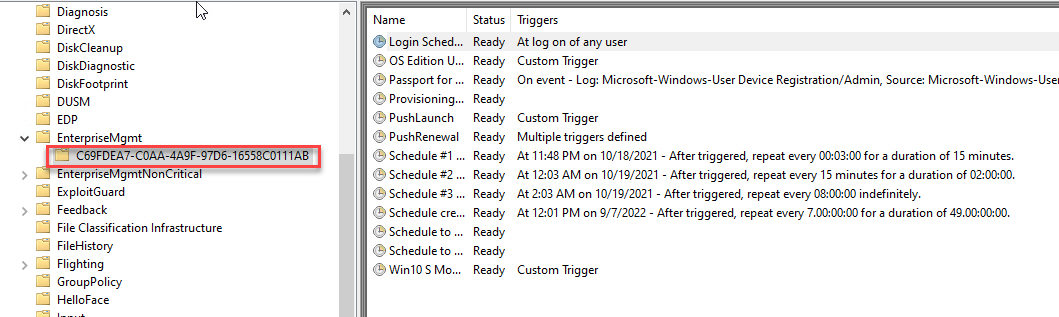 Diagnosis
DirectX
DiskCleanup
DiskDiagnostic
DiskFootprint
DUSM
EDP
EnterpriseMgmt
C69FDEA7-C0AA-4A9F-97D6-16558C0111AB
EnterpriseMgmtNonCritical
ExploitGuard
Feedback
File Classification Infrastructure
FileHistory
Flighting
GroupPolicy
HelloFace
Name Status Triggers
Login Sched... Ready At log on of any user
OS Edition U... Ready Custom Trigger
Passport for ... Ready On event - Log: Microsoft-Windows-User Device Registration/Admin, Source: Microsoft-Windows-User
Provisioning... Ready
PushLaunch Ready Custom Trigger
PushRenewal Ready Multiple triggers defined
Schedule #1 ... Ready At 11:48 PM on 10/18/2021 - After triggered, repeat every 00:03:00 for a duration of 15 minutes.
Schedule #2 ... Ready At 12:03 AM on 10/19/2021 - After triggered, repeat every 15 minutes for a duration of 02:00:00.
Schedule #3 ... Ready At 2:03 AM on 10/19/2021 - After triggered, repeat every 08:00:00 indefinitely.
Schedule cre... Ready At 12:01 PM on 9/7/2022 - After triggered, repeat every 7.00:00:00 for a duration of 49.00:00:00.
Schedule to ... Ready
Schedule to ... Ready
Win10 S Mo... Ready Custom Trigger